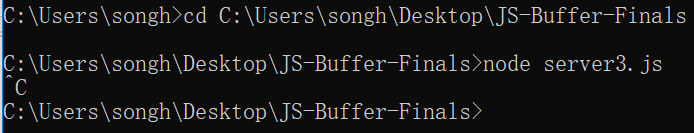 C:\Users\songh>cd C:\Users\songh\Desktop\JS-Buffer-Finals
C:\Users\songh\Desktop\JS-Buffer-Finals>node server3.js
^C
C:\Users\songh\Desktop\JS-Buffer-Finals>